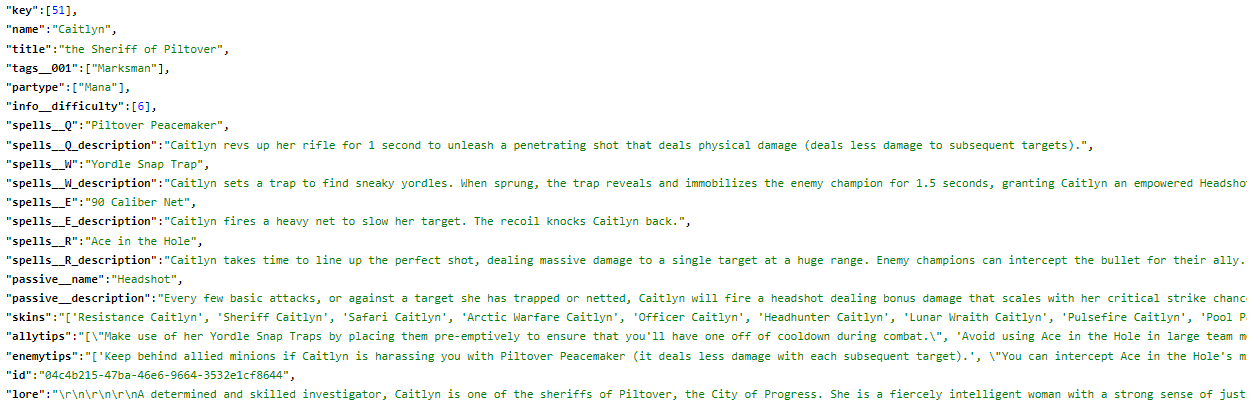 "key":[51],
"name":"Caitlyn",
"title":"the Sheriff of Piltover",
"tags__001":["Marksman"],
"partype":["Mana"],
"info__difficulty":[6],
"spells__Q":"Piltover Peacemaker",
"spells__Q_description":"Caitlyn revs up her rifle for 1 second to unleash a penetrating shot that deals physical damage (deals less damage to subsequent targets).",
"spells__W":"Yordle Snap Trap",
"spells__W_description":"Caitlyn sets a trap to find sneaky yordles. When sprung, the trap reveals and immobilizes the enemy champion for 1.5 seconds, granting Caitlyn an empowered Headsho
"spells__E":"90 Caliber Net",
"spells__E_description":"Caitlyn fires a heavy net to slow her target. The recoil knocks Caitlyn back.",
"spells__R":"Ace in the Hole",
"spells__R_description":"Caitlyn takes time to line up the perfect shot, dealing massive damage to a single target at a huge range. Enemy champions can intercept the bullet for their ally.
"passive__name":"Headshot",
"passive__description":"Every few basic attacks, or against a target she has trapped or netted, Caitlyn will fire a headshot dealing bonus damage that scales with her critical strike chanc
"skins":"['Resistance Caitlyn', 'Sheriff Caitlyn', 'Safari Caitlyn', 'Arctic Warfare Caitlyn', 'Officer Caitlyn', 'Headhunter Caitlyn', 'Lunar Wraith Caitlyn', 'Pulsefire Caitlyn', 'Pool P
"allytips":"[\"Make use of her Yordle Snap Traps by placing them pre-emptively to ensure that you'll have one off of cooldown during combat.\", 'Avoid using Ace in the Hole in large team m
"enemytips":"['Keep behind allied minions if Caitlyn is harassing you with Piltover Peacemaker (it deals less damage with each subsequent target).', \"You can intercept Ace in the Hole's m
"id":"04c4b215-47ba-46e6-9664-3532e1cf8644",
"lore":"\r\n\r\n\r\nA determined and skilled investigator, Caitlyn is one of the sheriffs of Piltover, the City of Progress. She is a fiercely intelligent woman with a strong sense of just